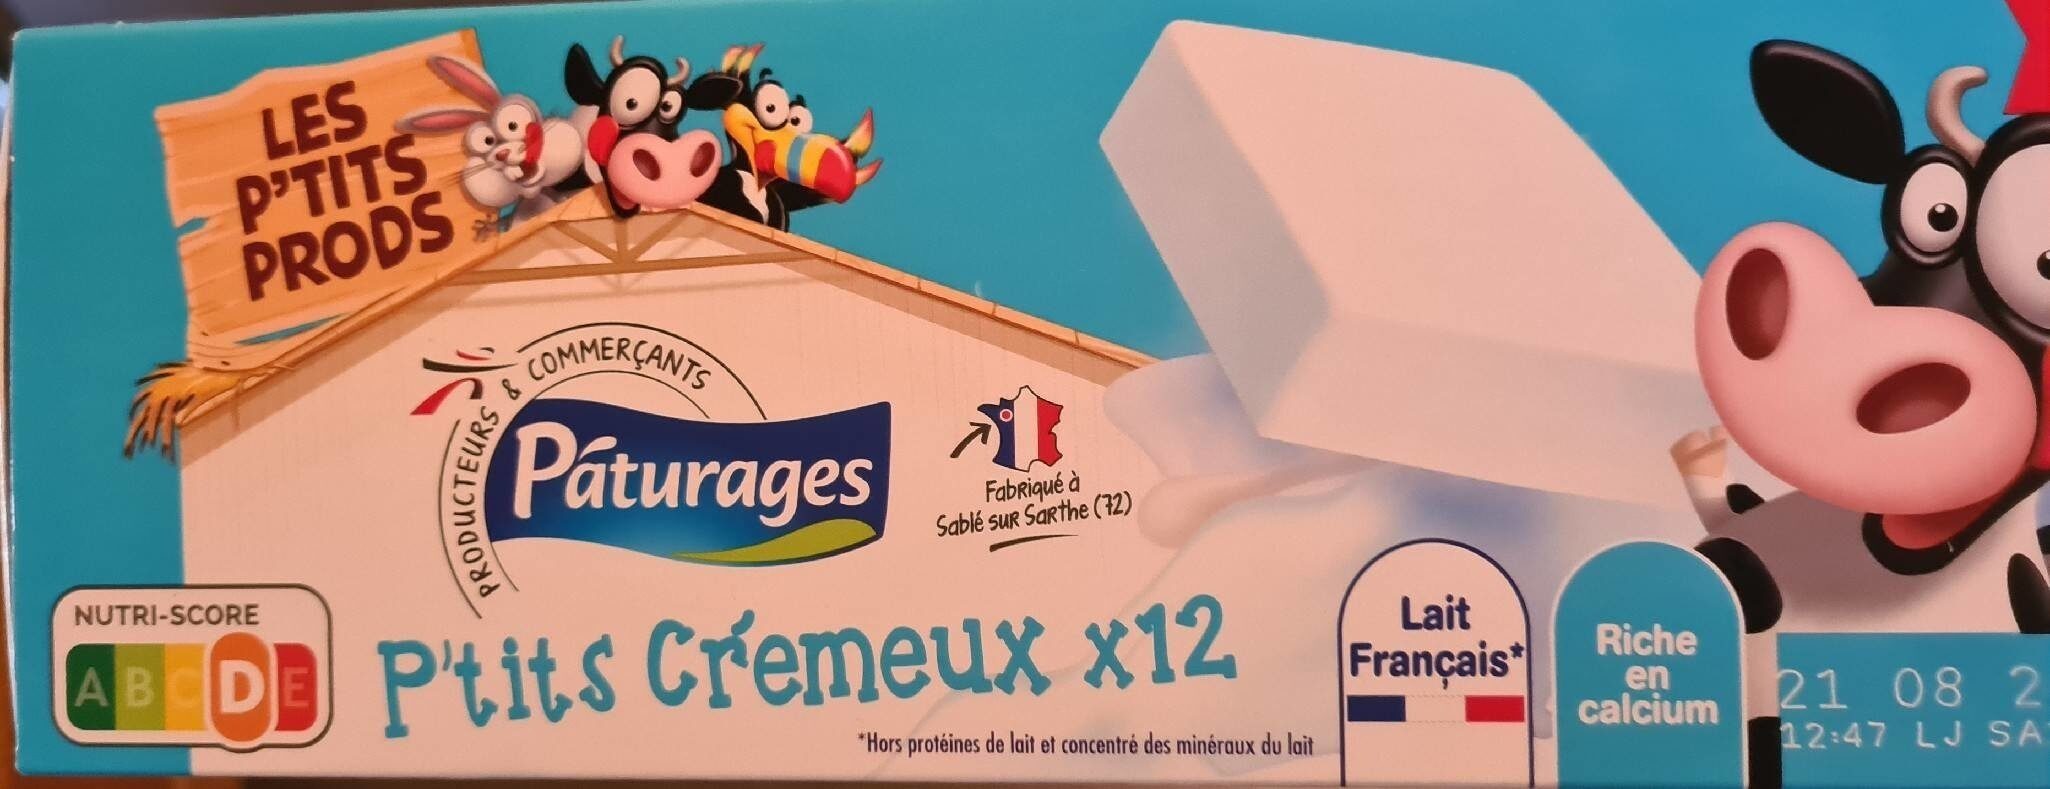 LES
P'TITS
PRODS
PRODUCTEURS & COMMERÇANTS
Pâturages
Fabriqué à
Sablé sur Sarthe (72)
NUTRI-SCORE
A B C D E
P'tits Crémeux x12
*Hors protéines de lait et concentré des minéraux du lait
Lait
Français*
Riche
en
calcium
21 08 2
12:47 LJ SA